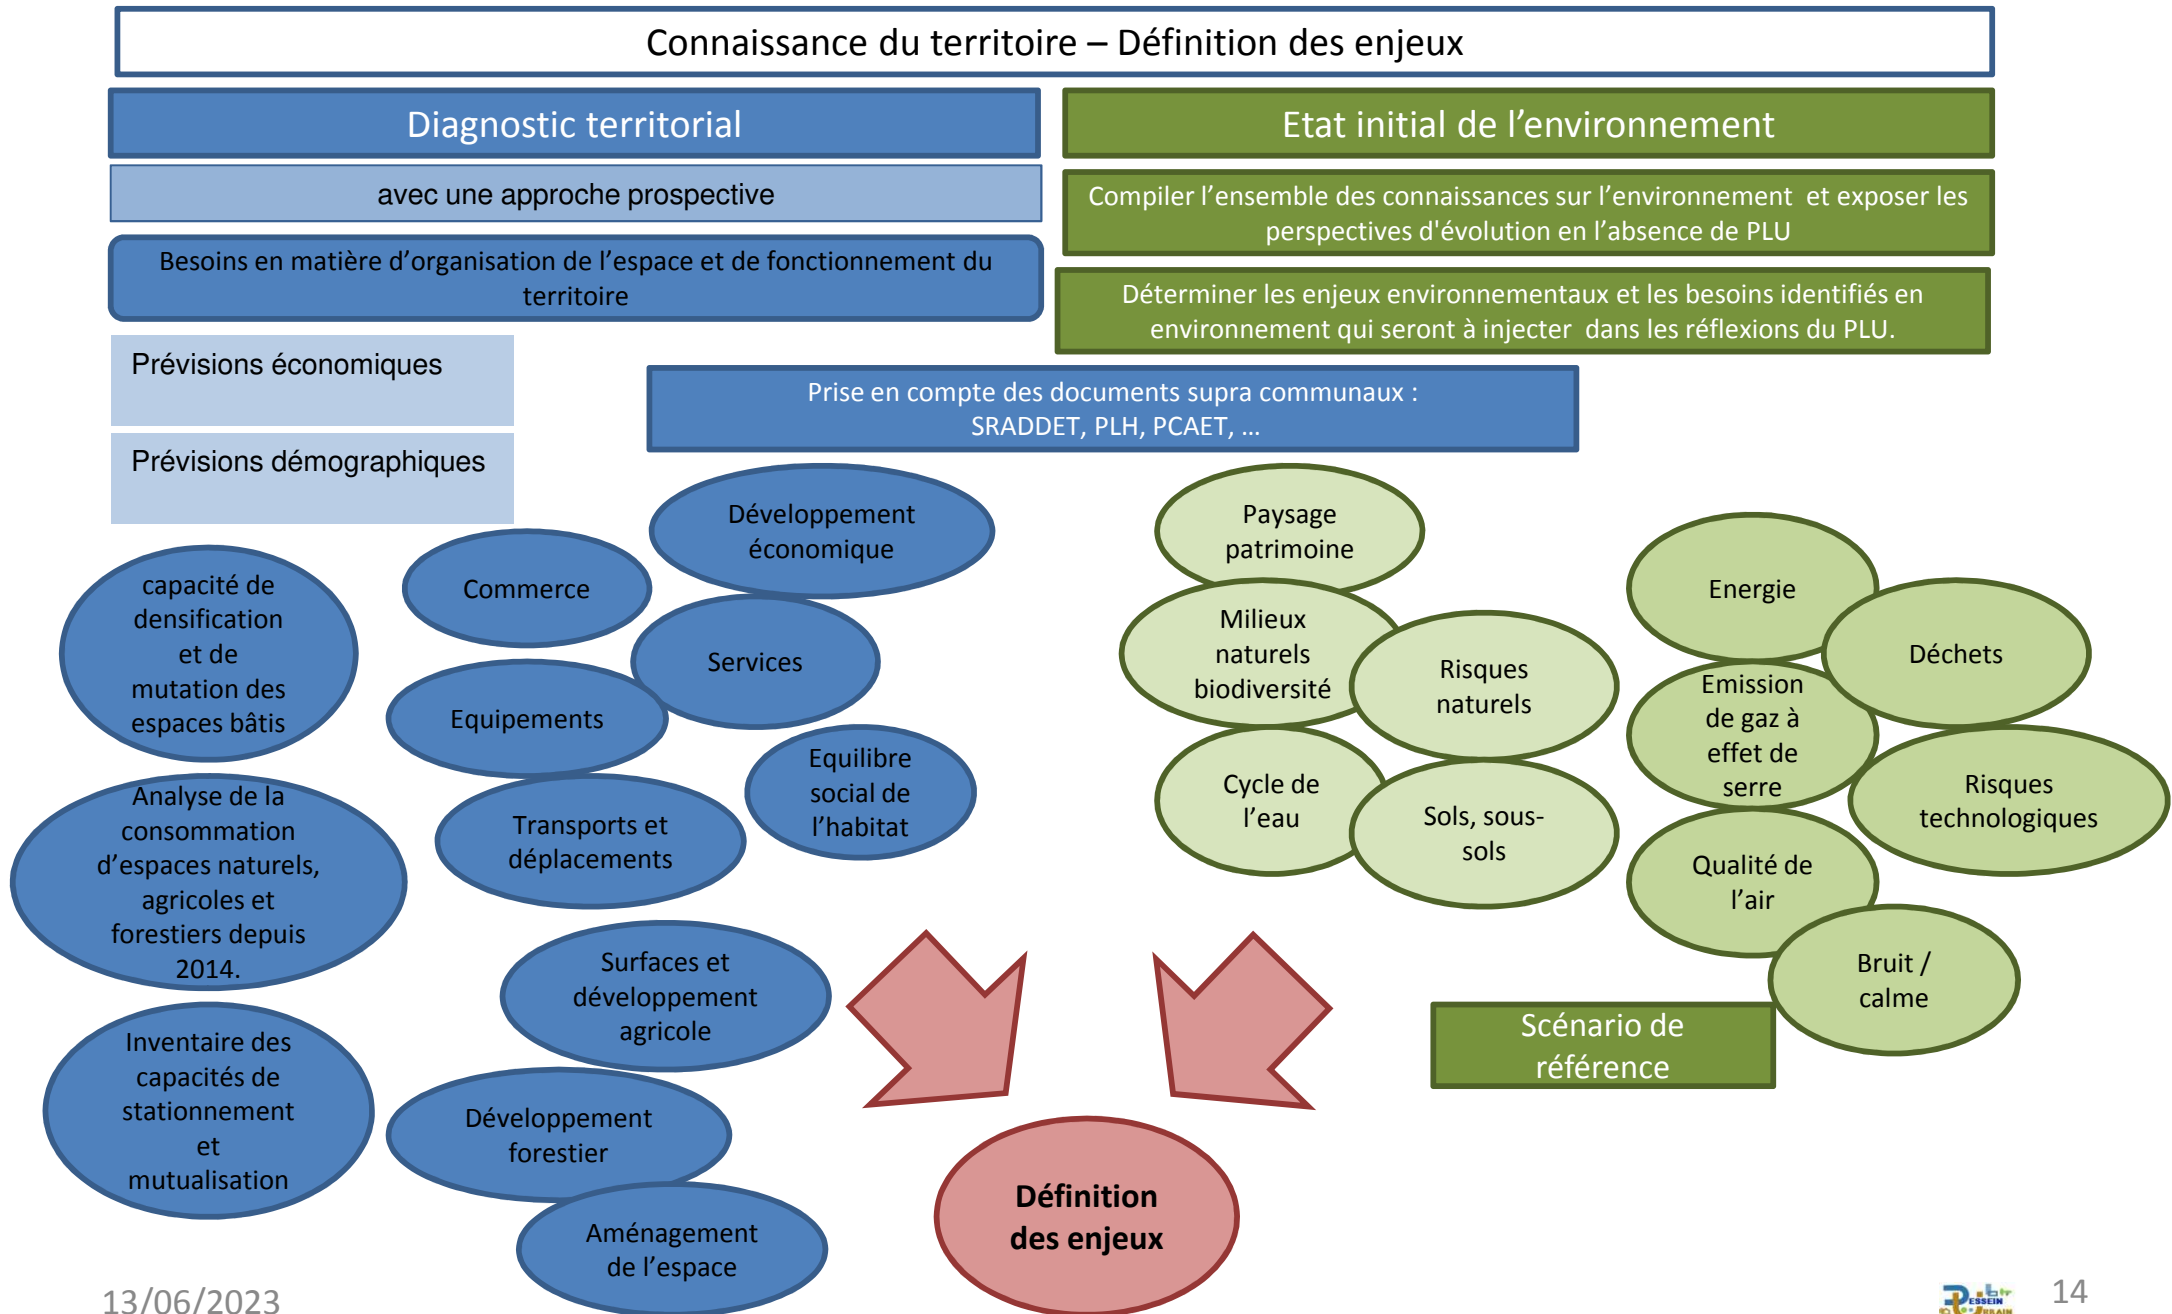 Connaissance du territoire – Définition des enjeux
Diagnostic territorial
avec une approche prospective
Besoins en matière d’organisation de l’espace et de fonctionnement du
territoire
Prévisions économiques
Prévisions démographiques
Etat initial de l’environnement
Compiler l’ensemble des connaissances sur l’environnement et exposer les
perspectives d'évolution en l’absence de PLU
Déterminer les enjeux environnementaux et les besoins identifiés en
environnement qui seront à injecter dans les réflexions du PLU.
Prise en compte des documents supra communaux :
SRADDET, PLH, PCAET, …
capacité de
densification
et de
mutation des
espaces bâtis
Analyse de la
consommation
d’espaces naturels,
agricoles et
forestiers depuis
2014.
Inventaire des
capacités de
stationnement
et
mutualisation
Développement
économique
Commerce
Services
Equipements
Equilibre
social de
l’habitat
Transports et
déplacements
Surfaces et
développement
agricole
Développement
forestier
Aménagement
de l’espace
Paysage
patrimoine
Milieux
naturels
biodiversité
Risques
naturels
Cycle de
l’eau
Sols, sous-
sols
Energie
Déchets
Emission
de gaz à
effet de
serre
Risques
technologiques
Qualité de
l’air
Bruit /
calme
Scénario de
référence
Définition
des enjeux
13/06/2023
14